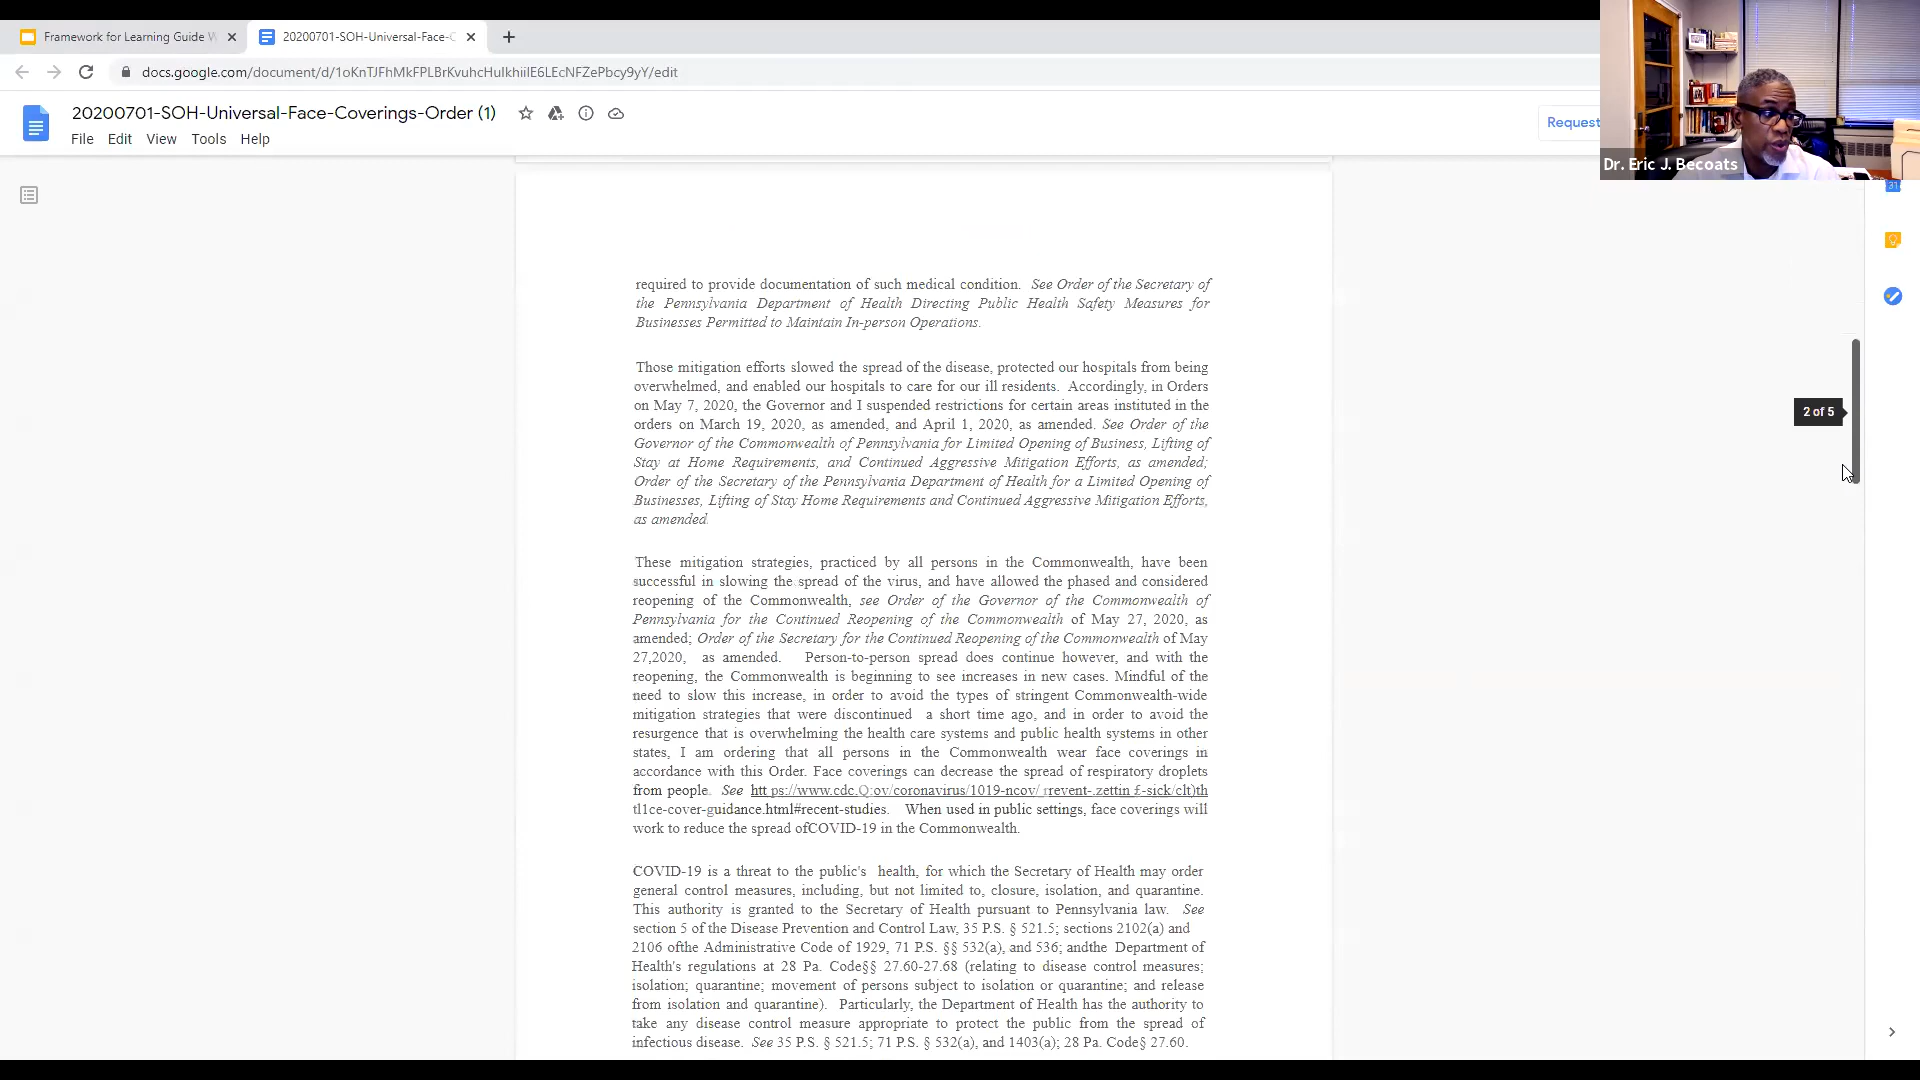 Framework for Learning Guide W
20200701-SOH-Universal-Face-C
docs.google.com/document/d/1oKnTJFhMkFPLBrKvuhcHulkhiilE6LEcNFZePbcy9yY/edit
20200701-SOH-Universal-Face-Coverings-Order (1)
File Edit View Tools Help
Request
Dr. Eric J. Becoats
31
2 of 5
required to provide documentation of such medical condition. See Order of the Secretary of
the Pennsylvania Department of Health Directing Public Health Safety Measures for
Businesses Permitted to Maintain In-person Operations.
Those mitigation efforts slowed the spread of the disease, protected our hospitals from being
overwhelmed, and enabled our hospitals to care for our ill residents. Accordingly, in Orders
on May 7, 2020, the Governor and I suspended restrictions for certain areas instituted in the
orders on March 19, 2020, as amended, and April 1, 2020, as amended. See Order of the
Governor of the Commonwealth of Pennsylvania for Limited Opening of Business, Lifting of
Stay at Home Requirements, and Continued Aggressive Mitigation Efforts, as amended;
Order of the Secretary of the Pennsylvania Department of Health for a Limited Opening of
Businesses, Lifting of Stay Home Requirements and Continued Aggressive Mitigation Efforts,
as amended.
These mitigation strategies, practiced by all persons in the Commonwealth, have been
successful in slowing the spread of the virus, and have allowed the phased and considered
reopening of the Commonwealth, see Order of the Governor of the Commonwealth of
Pennsylvania for the Continued Reopening of the Commonwealth of May 27, 2020, as
amended; Order of the Secretary for the Continued Reopening of the Commonwealth of May
27,2020, as amended. Person-to-person spread does continue however, and with the
reopening, the Commonwealth is beginning to see increases in new cases. Mindful of the
need to slow this increase, in order to avoid the types of stringent Commonwealth-wide
mitigation strategies that were discontinued a short time ago, and in order to avoid the
resurgence that is overwhelming the health care systems and public health systems in other
states, I am ordering that all persons in the Commonwealth wear face coverings in
accordance with this Order. Face coverings can decrease the spread of respiratory droplets
from people. See htt ps://www.cdc.Q:ov/coronavirus/1019-ncov/ rrevent-.zettin £-sick/clt)th
tl1ce-cover-guidance.html#recent-studies. When used in public settings, face coverings will
work to reduce the spread ofCOVID-19 in the Commonwealth.
COVID-19 is a threat to the public's health, for which the Secretary of Health may order
general control measures, including, but not limited to, closure, isolation, and quarantine.
This authority is granted to the Secretary of Health pursuant to Pennsylvania law. See
section 5 of the Disease Prevention and Control Law, 35 P.S. § 521.5; sections 2102(a) and
2106 ofthe Administrative Code of 1929, 71 P.S. §§ 532(a), and 536; andthe Department of
Health's regulations at 28 Pa. Code§§ 27.60-27.68 (relating to disease control measures;
isolation; quarantine; movement of persons subject to isolation or quarantine; and release
from isolation and quarantine). Particularly, the Department of Health has the authority to
take any disease control measure appropriate to protect the public from the spread of
infectious disease. See 35 P.S. § 521.5; 71 P.S. § 532(a), and 1403(a); 28 Pa. Code§ 27.60.